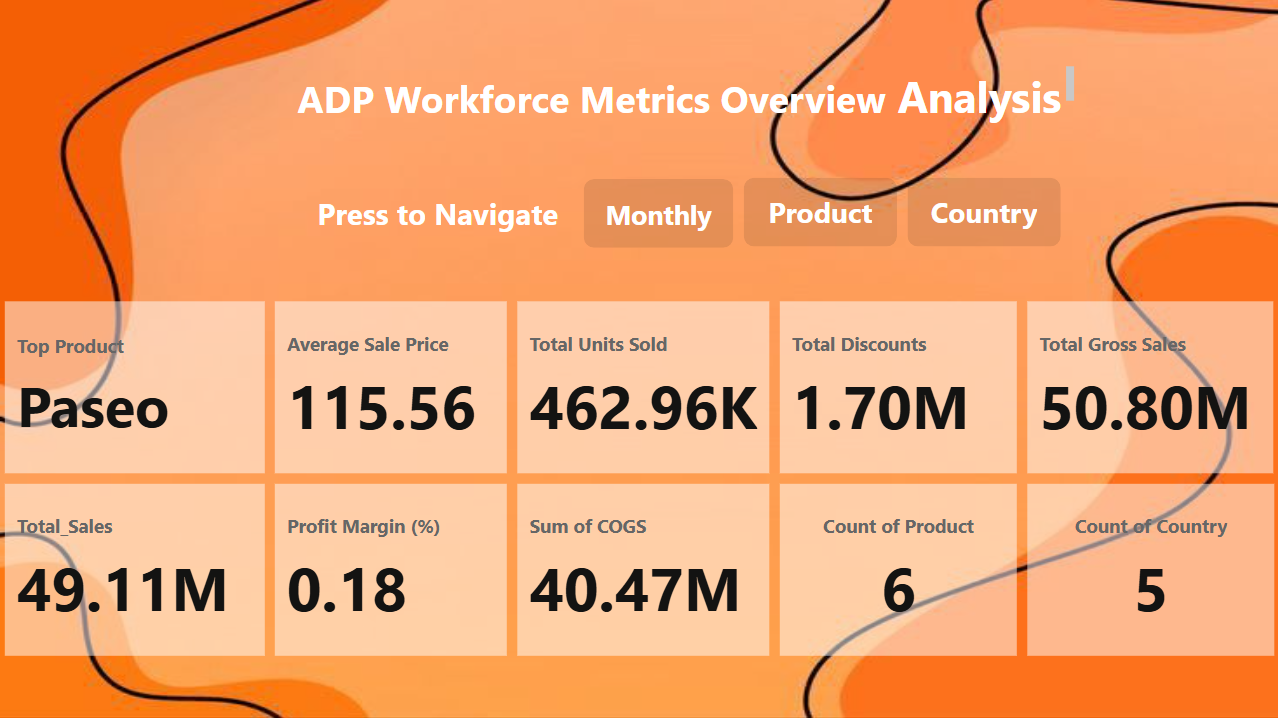 ADP Workforce Metrics Overview Analysis
Press to Navigate Monthly Product Country
Top Product
Paseo
Average Sale Price
115.56
Total Units Sold
462.96K
Total Discounts
1.70M
Total Gross Sales
50.80M
Total_Sales
49.11M
Profit Margin (%)
0.18
Sum of COGS
40.47M
Count of Product
6
Count of Country
5